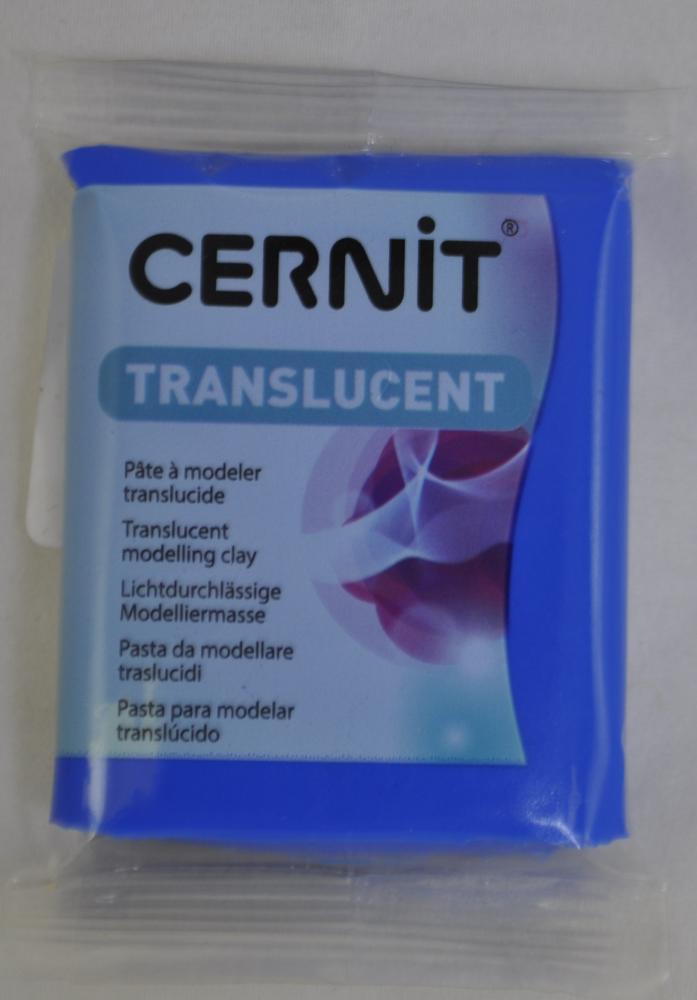 CERNiT®
TRANSLUCENT
Pâte à modeler
translucide
Translucent
modelling clay
Lichtdurchlässige
Modelliermasse
Pasta da modellare
traslucidi
Pasta para modelar
translúcido